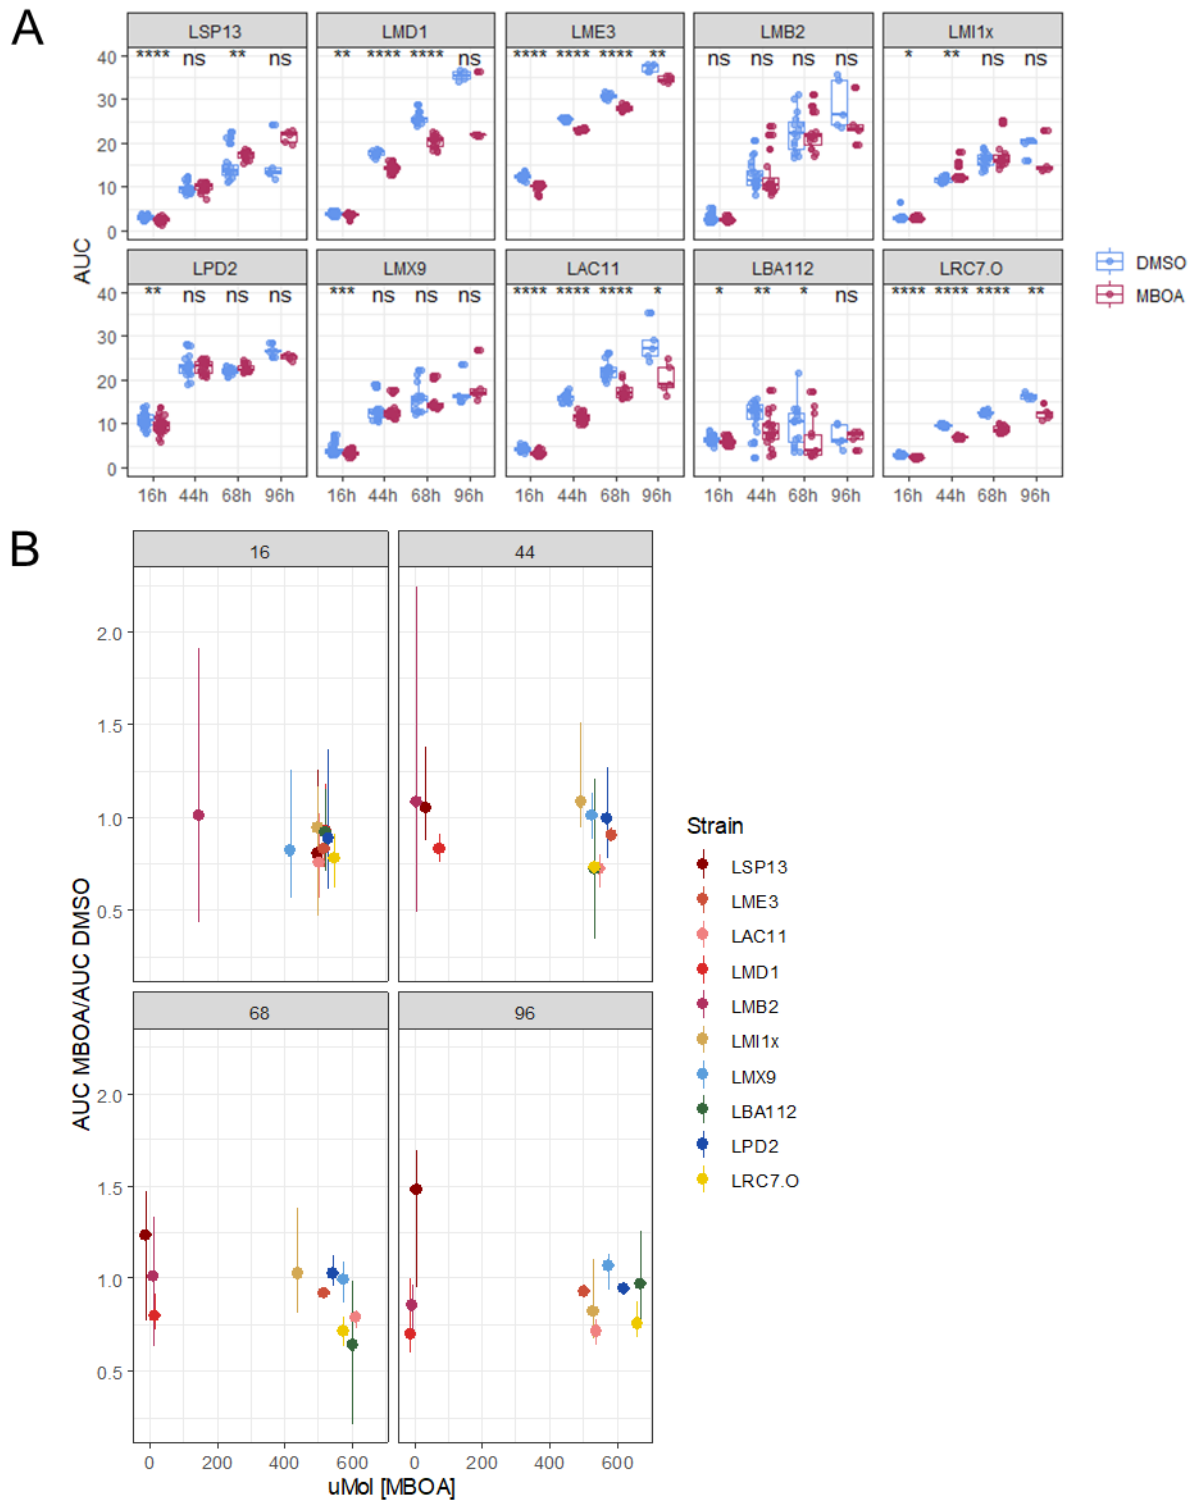 A
LSP13 LMD1 LME3 LMB2 LMI1x
**** ns ** ns ** **** **** ns **** **** **** ** ns ns ns ns * ** ns ns
40
30
20
10
0
AUC
LPD2 LMX9 LAC11 LBA112 LRC7.O
** ns ns ns *** ns ns ns **** **** **** * * ** * ns **** **** **** **
40
30
20
10
0
16h 44h 68h 96h 16h 44h 68h 96h 16h 44h 68h 96h 16h 44h 68h 96h 16h 44h 68h 96h
DMSO
MBOA
B
16 44
2.0
1.5
1.0
0.5
68 96
2.0
1.5
1.0
0.5
0 200 400 600 0 200 400 600
AUC MBOA/AUC DMSO
uMol [MBOA]
Strain
LSP13
LME3
LAC11
LMD1
LMB2
LMI1x
LMX9
LBA112
LPD2
LRC7.O